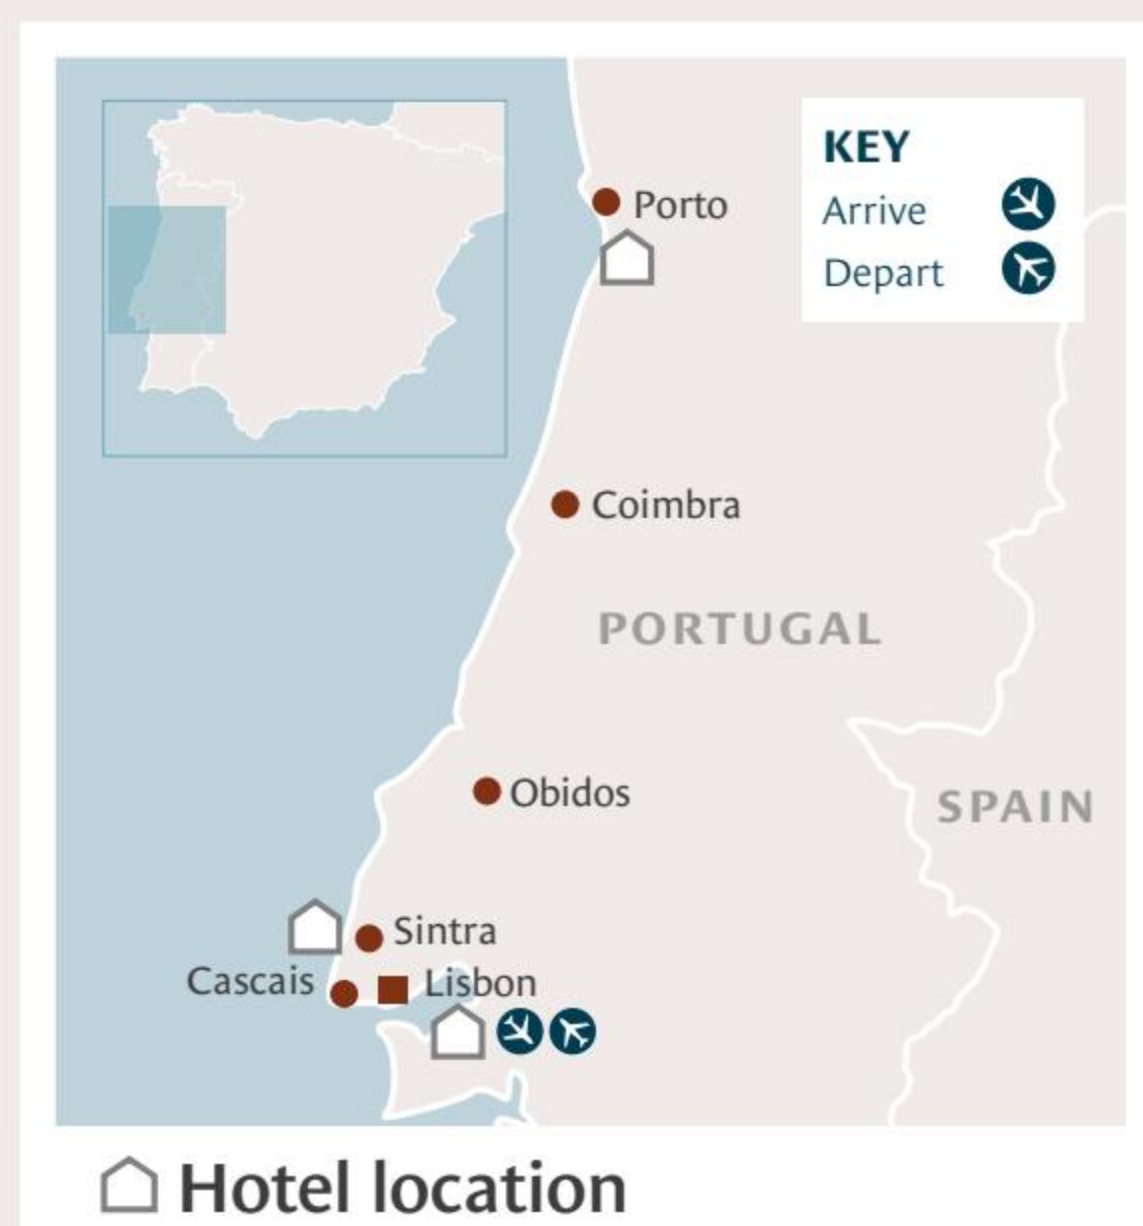 KEY
Arrive
Depart
Porto
Coimbra
PORTUGAL
Obidos
SPAIN
Sintra
Cascais
Lisbon
Hotel location